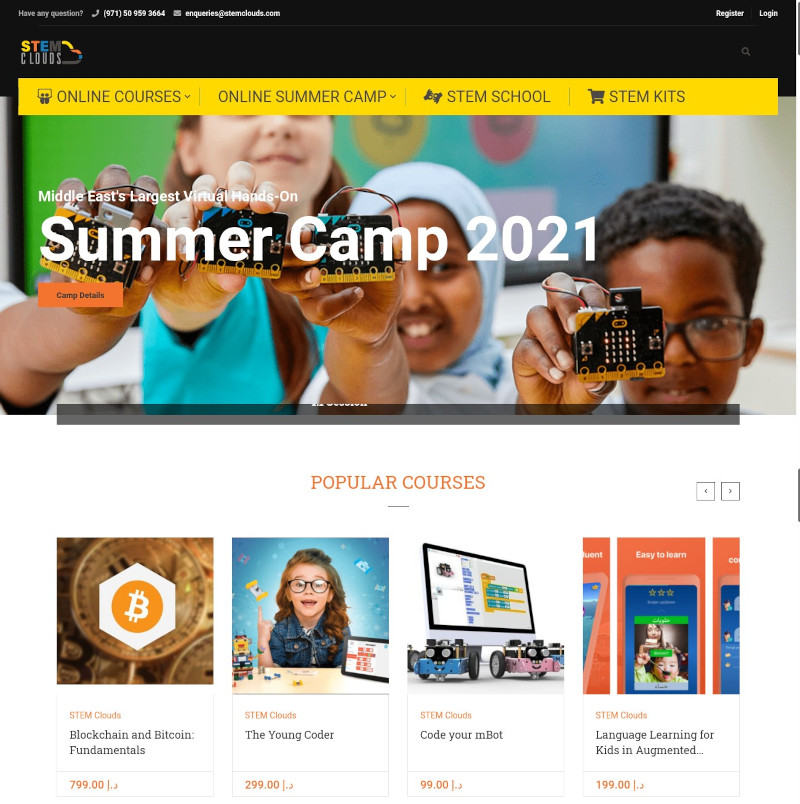 Have any question? (971) 50 959 3664 enqueries@stemclouds.com Register Login
STEM
CLOUDS
ONLINE COURSES ONLINE SUMMER CAMP STEM SCHOOL STEM KITS
Middle East's Largest Virtual Hands-On
Summer Camp 2021
Camp Details
POPULAR COURSES
Easy to learn
STEM Clouds
Blockchain and Bitcoin:
Fundamentals
799.00 د.إ
STEM Clouds
The Young Coder
299.00 د.إ
STEM Clouds
Code your mBot
99.00 د.إ
STEM Clouds
Language Learning for
Kids in Augmented...
199.00 د.إ